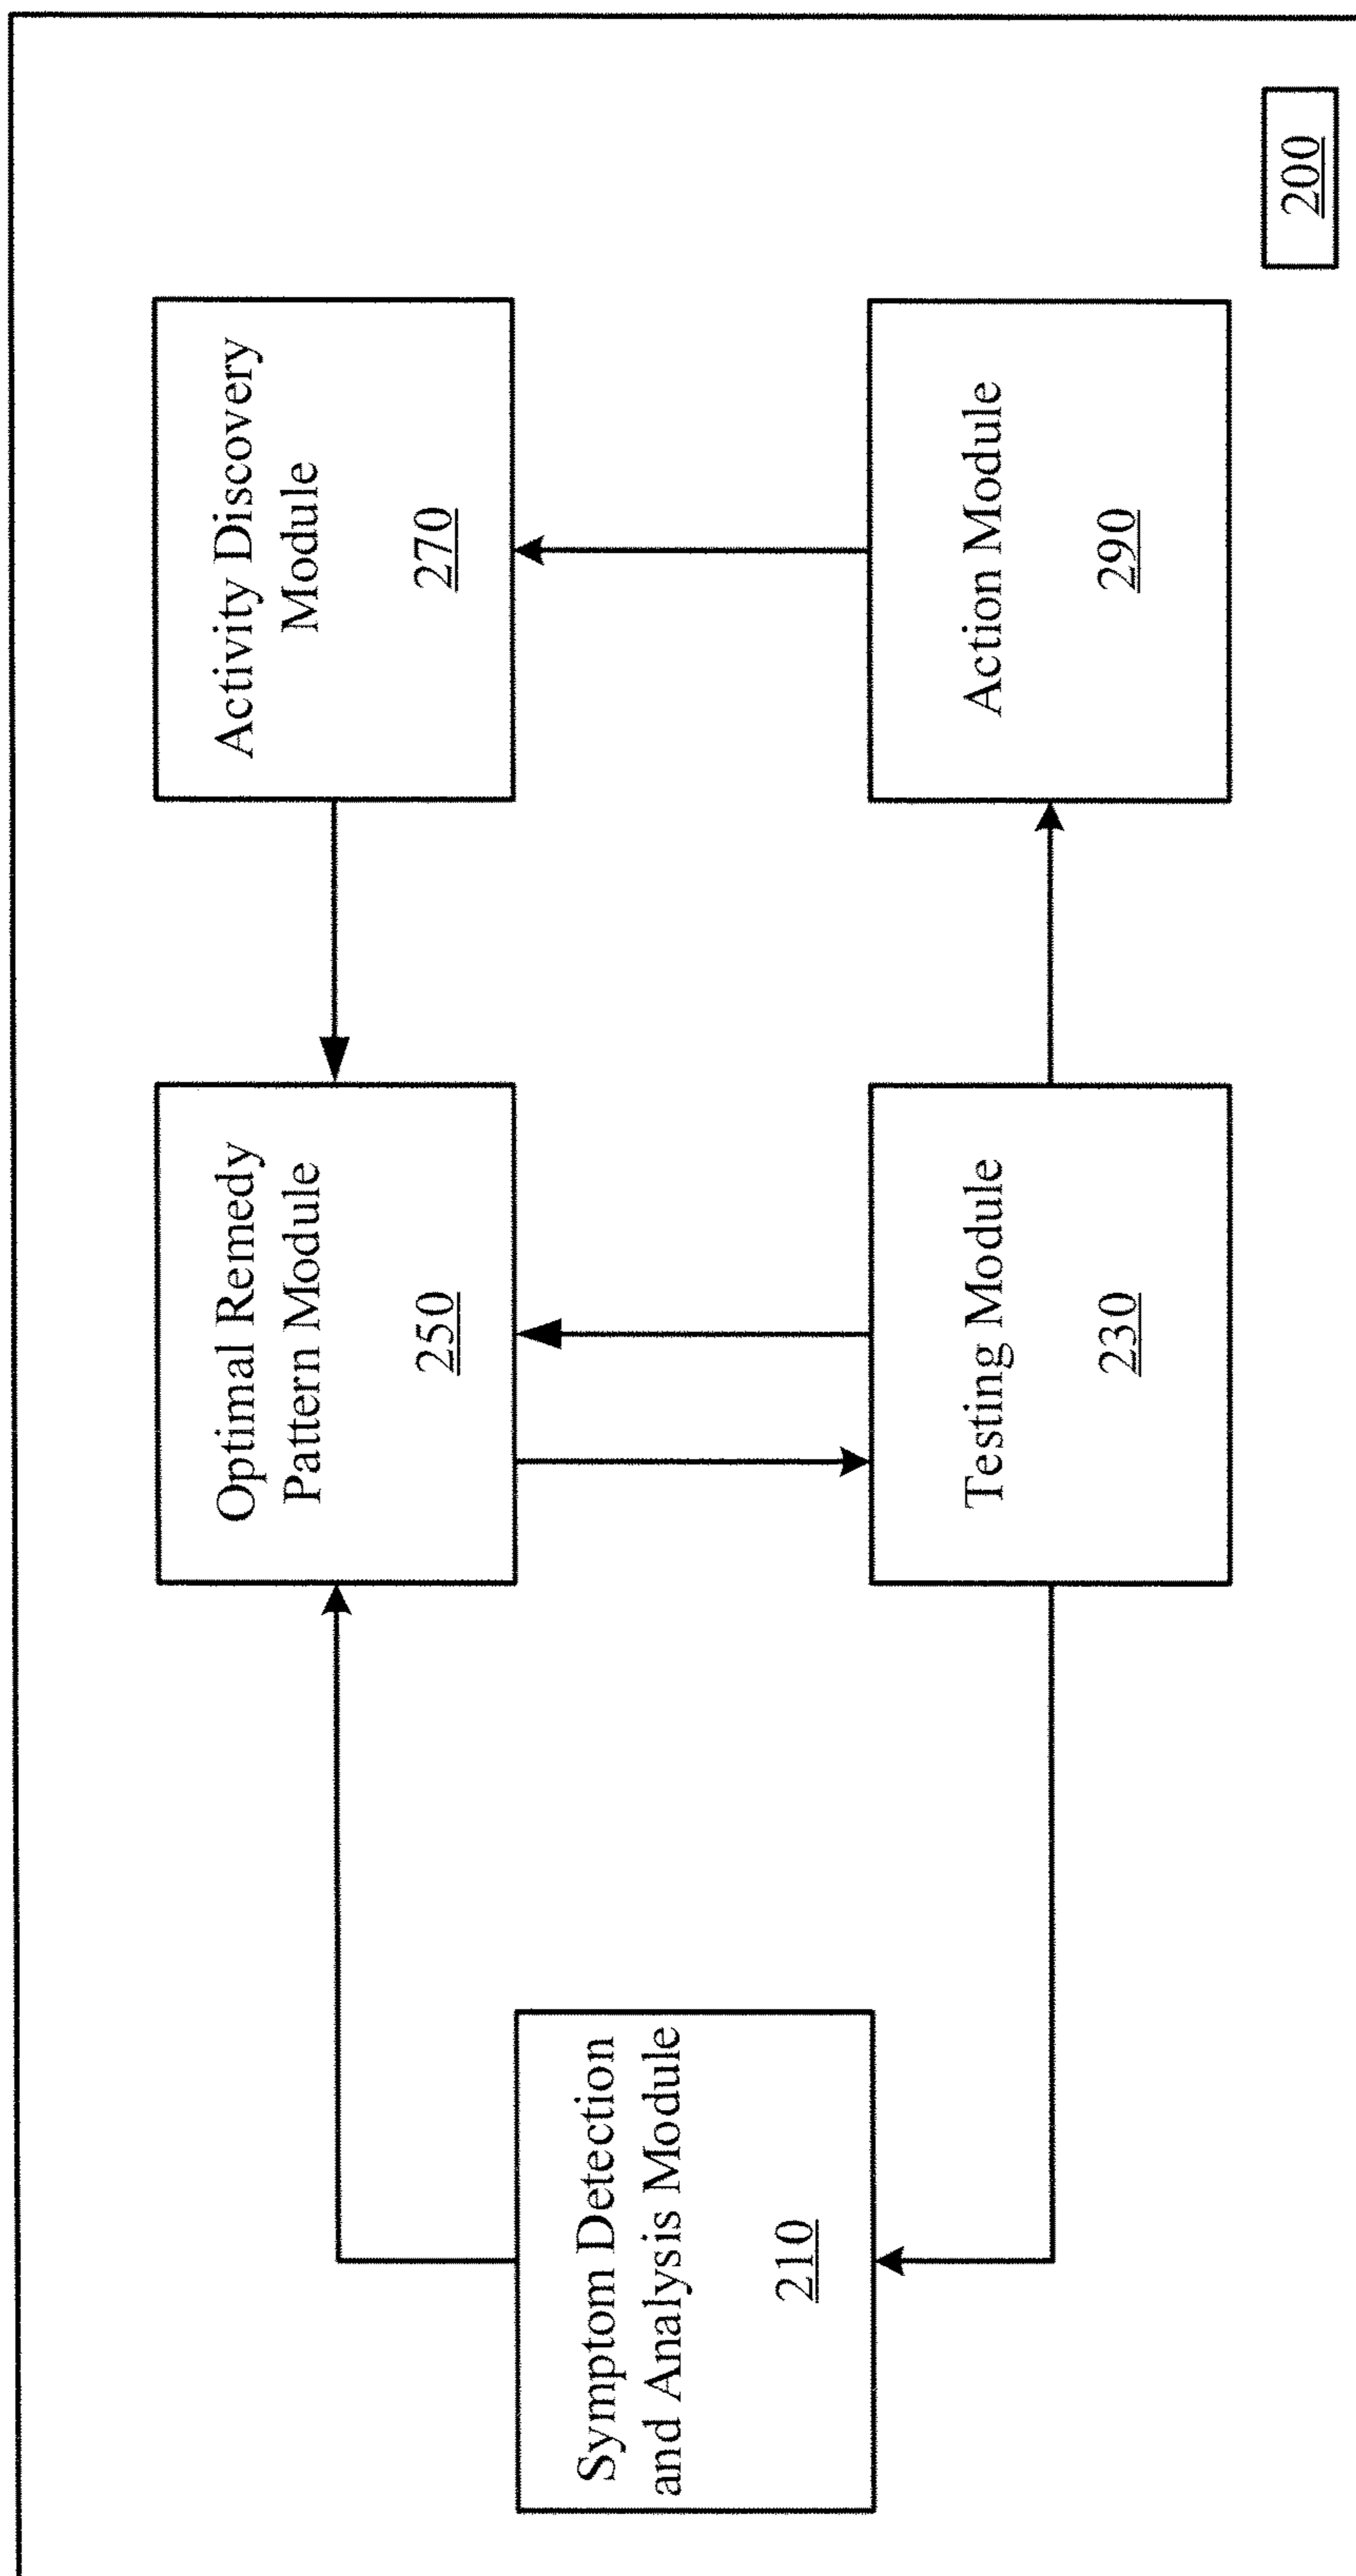 Symptom Detection
and Analysis Module
210
Optimal Remedy
Pattern Module
250
Activity Discovery
Module
270
Testing Module
230
Action Module
290
200